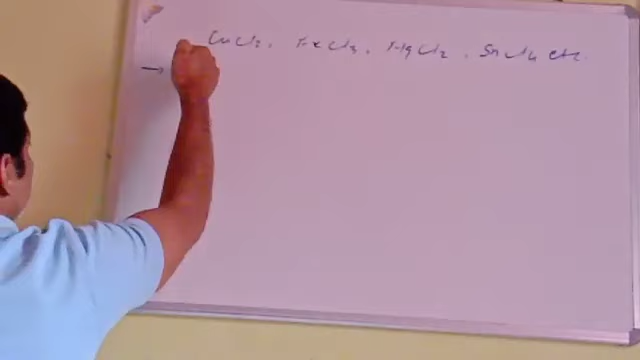 CuCl2, FeCl3, HgCl2, SnCl4 etc.
→